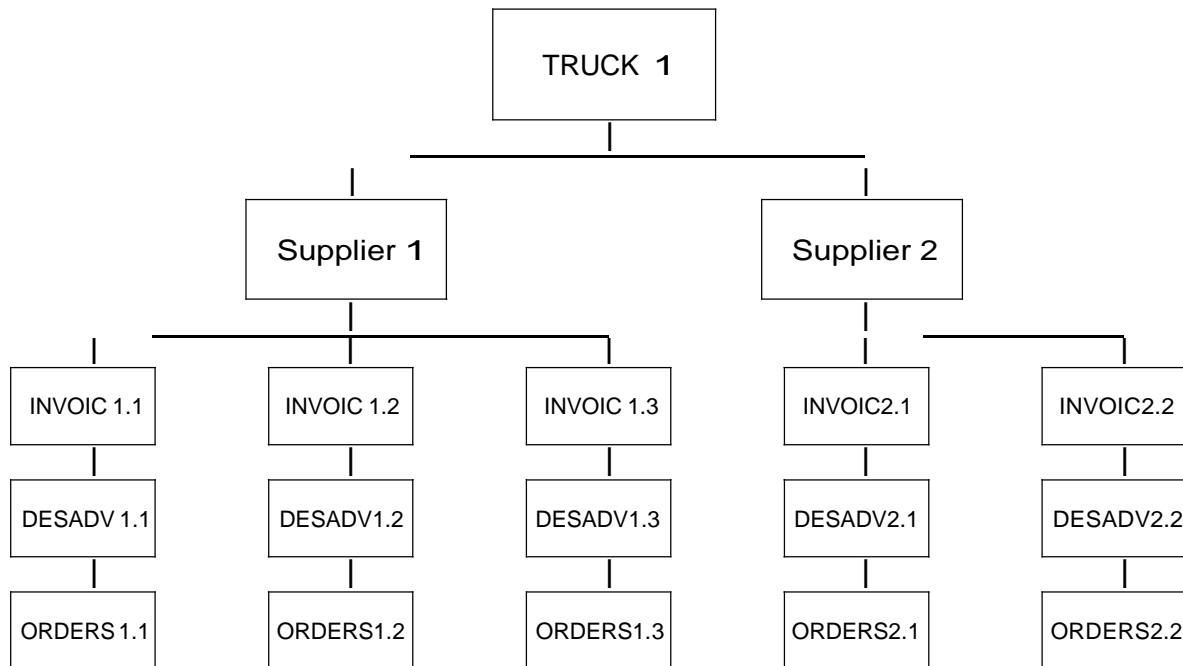 TRUCK 1
Supplier 1
Supplier 2
INVOIC 1.1
INVOIC 1.2
INVOIC 1.3
INVOIC2.1
INVOIC2.2
DESADV 1.1
DESADV1.2
DESADV1.3
DESADV2.1
DESADV2.2
ORDERS 1.1
ORDERS1.2
ORDERS1.3
ORDERS2.1
ORDERS2.2